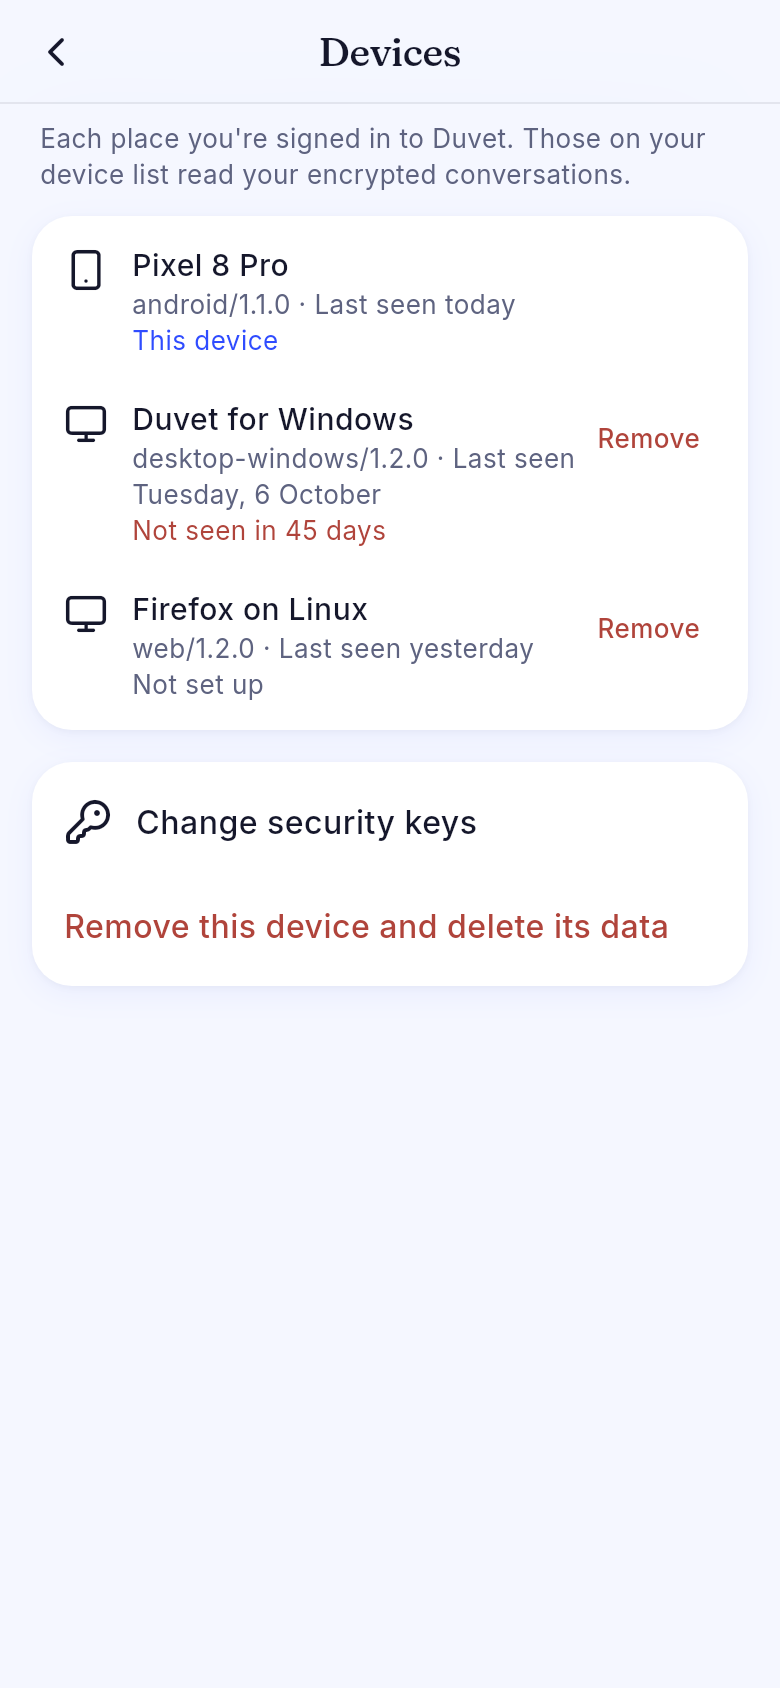 Devices
Each place you're signed in to Duvet. Those on your
device list read your encrypted conversations.
Pixel 8 Pro
android/1.1.0 · Last seen today
This device
Duvet for Windows
desktop-windows/1.2.0 · Last seen
Tuesday, 6 October
Not seen in 45 days
Remove
Firefox on Linux
web/1.2.0 · Last seen yesterday
Not set up
Remove
Change security keys
Remove this device and delete its data